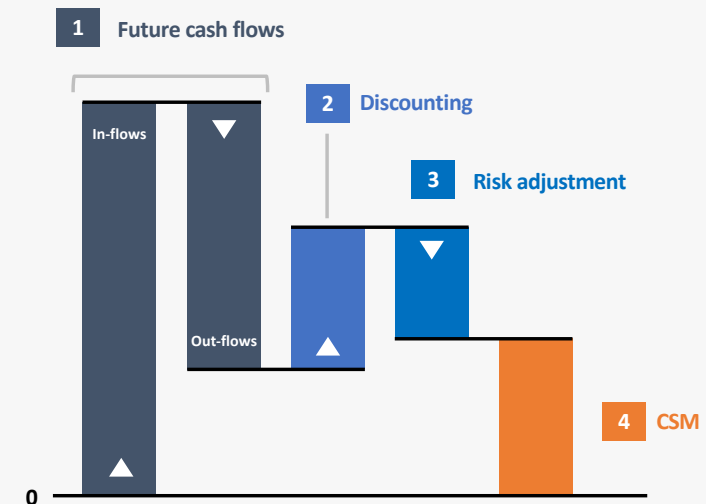 1 Future cash flows
2 Discounting
In-flows
3 Risk adjustment
Out-flows
4 CSM
0